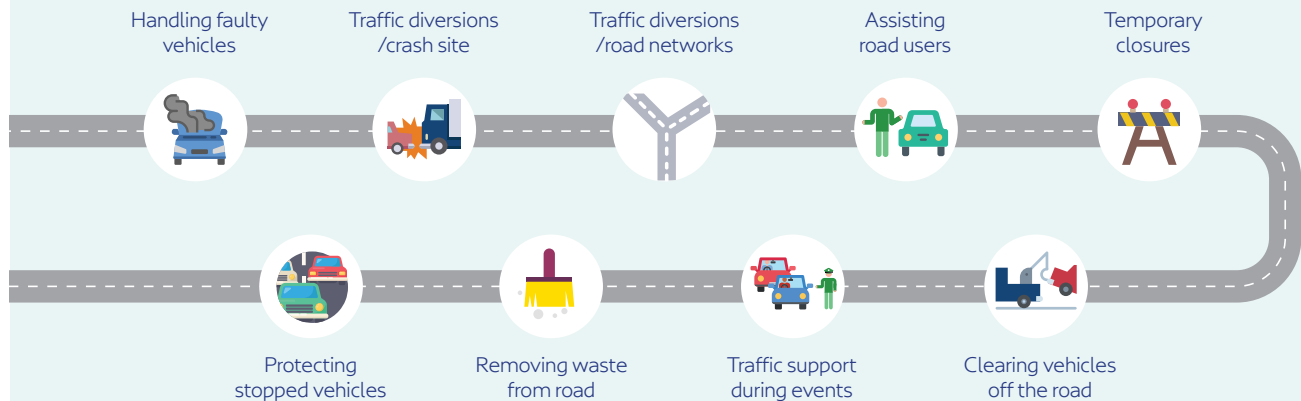 Handling faulty
vehicles
Traffic diversions
/crash site
Traffic diversions
/road networks
Assisting
road users
Temporary
closures
Protecting
stopped vehicles
Removing waste
from road
Traffic support
during events
Clearing vehicles
off the road